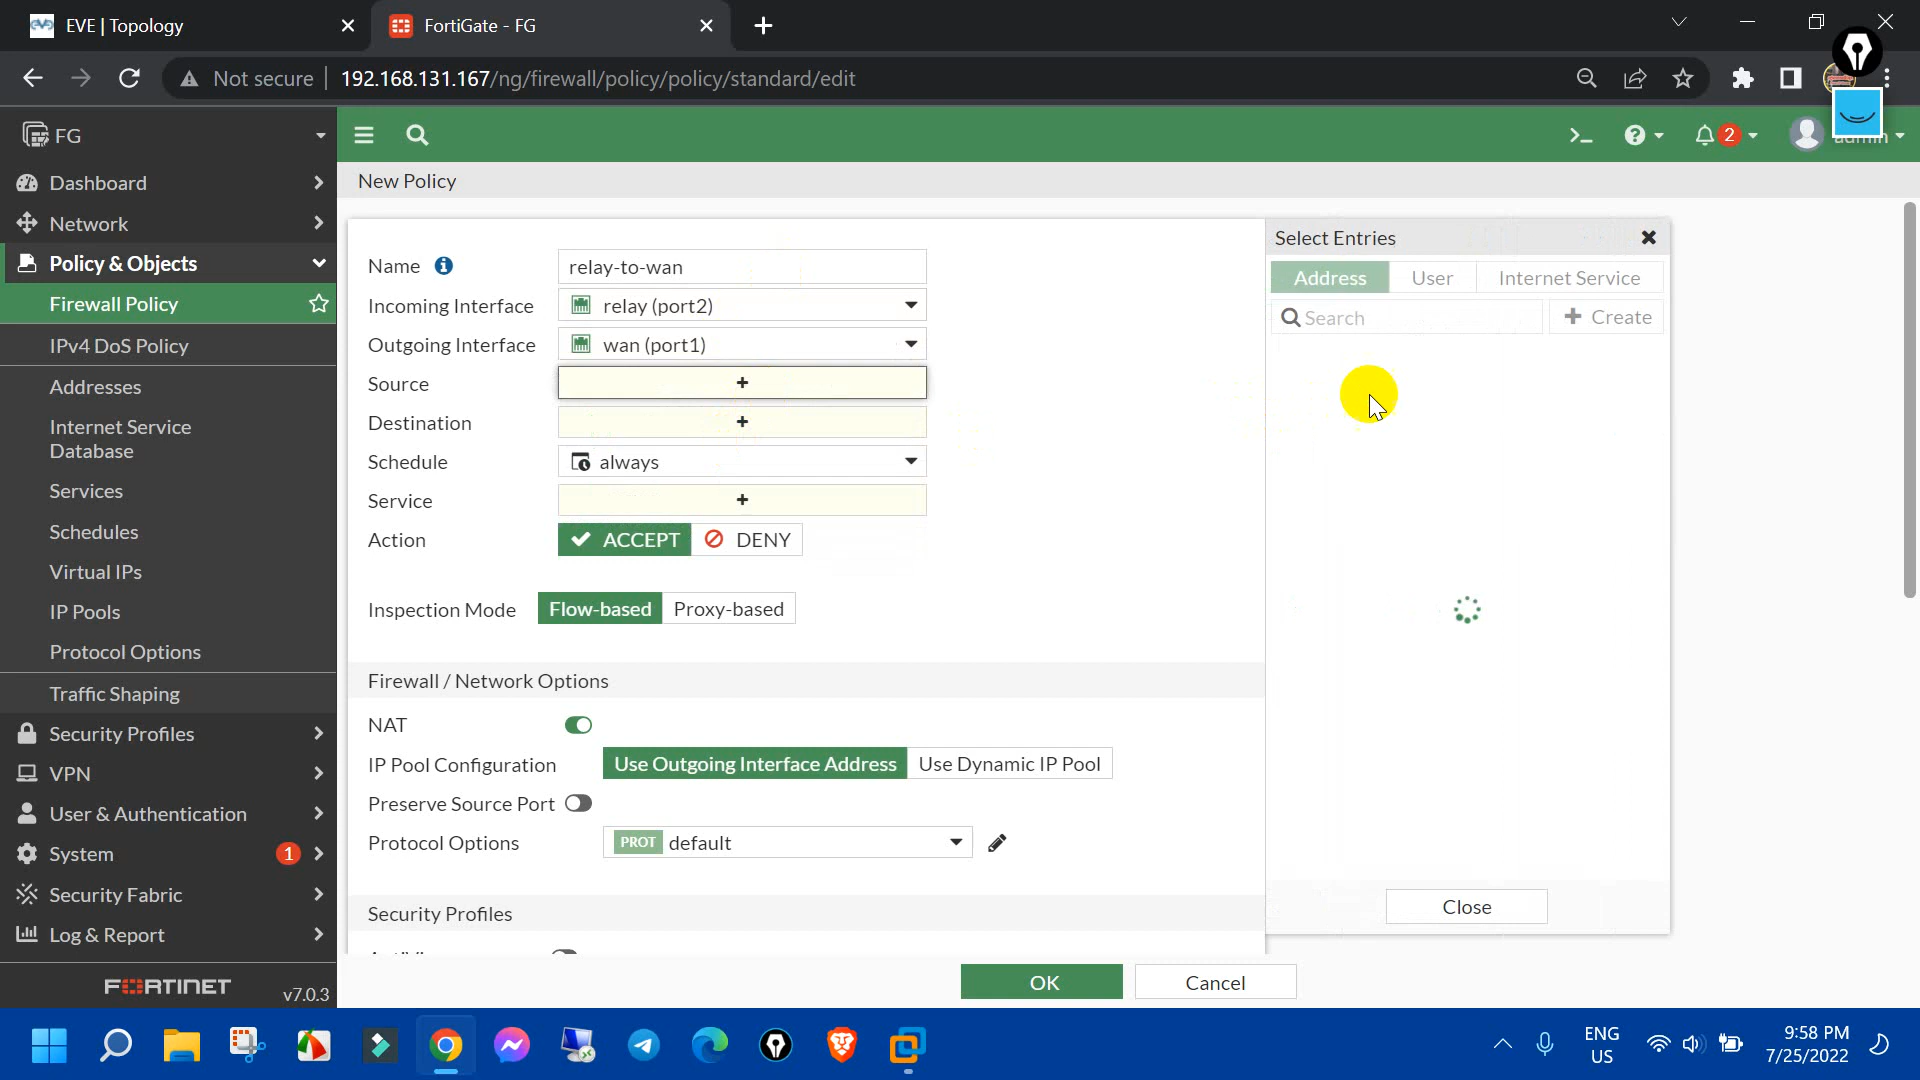 EVE | Topology
FortiGate - FG
Not secure
192.168.131.167/ng/firewall/policy/policy/standard/edit
FG
2
Dashboard
Network
Policy & Objects
Firewall Policy
IPv4 DoS Policy
Addresses
Internet Service
Database
Services
Schedules
Virtual IPs
IP Pools
Protocol Options
Traffic Shaping
Security Profiles
VPN
User & Authentication
System 1
Security Fabric
Log & Report
FORTINET v7.0.3
New Policy
Name relay-to-wan
Incoming Interface relay (port2)
Outgoing Interface wan (port1)
Source +
Destination +
Schedule always
Service +
Action ACCEPT DENY
Inspection Mode Flow-based Proxy-based
Firewall / Network Options
NAT
IP Pool Configuration Use Outgoing Interface Address Use Dynamic IP Pool
Preserve Source Port
Protocol Options PROT default
Security Profiles
Select Entries
Address User Internet Service
Search + Create
Close
OK Cancel
ENG
US
9:58 PM
7/25/2022